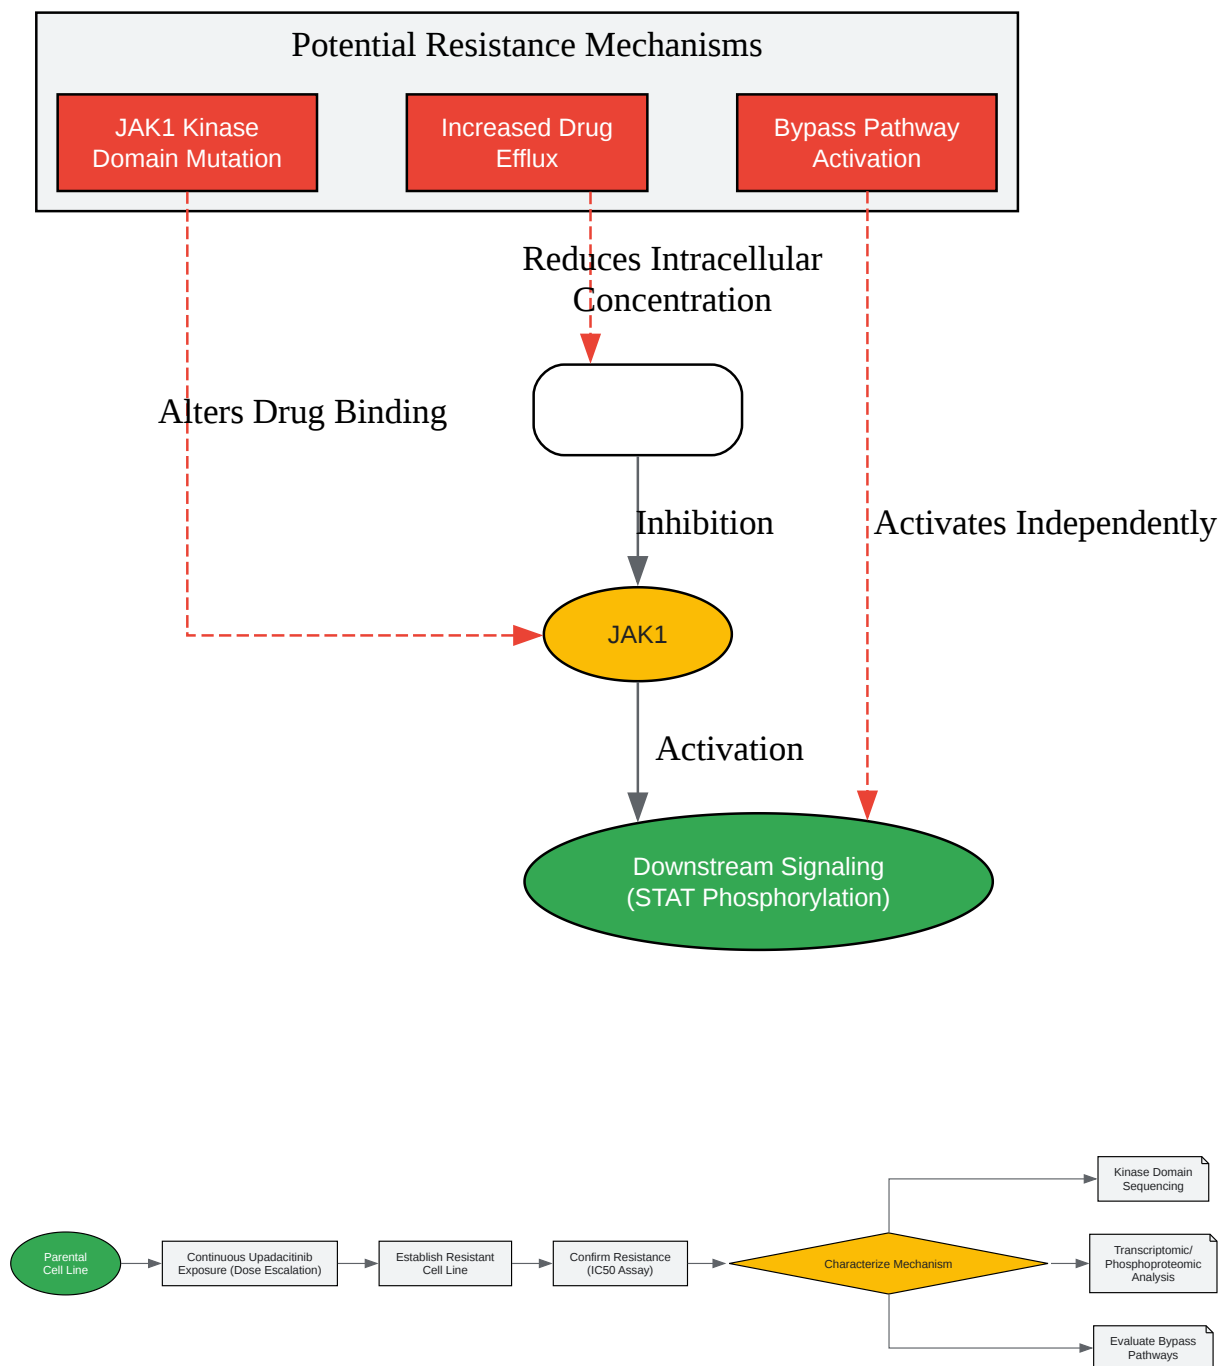 Potential Resistance Mechanisms
JAK1 Kinase
Domain Mutation
Increased Drug
Efflux
Bypass Pathway
Activation
Reduces Intracellular
Concentration
Alters Drug Binding
Inhibition
Activates Independently
JAK1
Activation
Downstream Signaling
(STAT Phosphorylation)
Kinase Domain
Sequencing
Parental
Cell Line
Continuous Upadacitinib
Exposure (Dose Escalation)
Establish Resistant
Cell Line
Confirm Resistance
(IC50 Assay)
Characterize Mechanism
Transcriptomic/
Phosphoproteomic
Analysis
Evaluate Bypass
Pathways